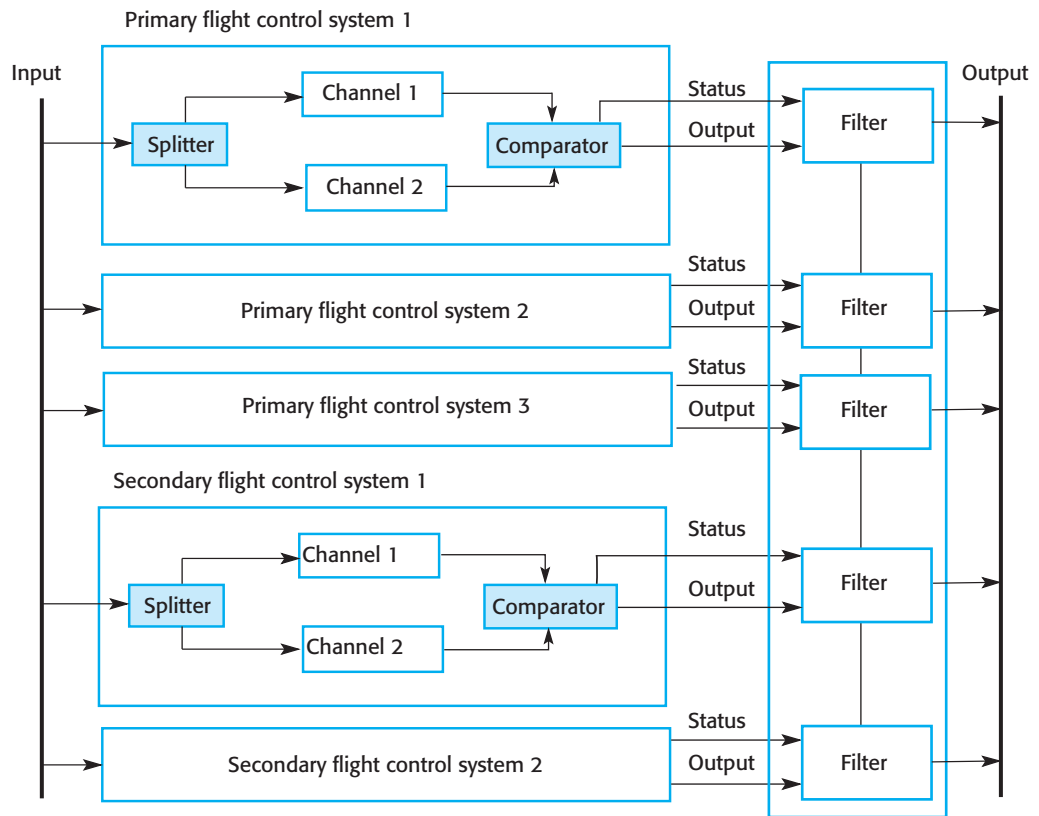 Primary flight control system 1
Input
Output
Channel 1
Status
Splitter
Comparator
Output
Filter
Channel 2
Status
Primary flight control system 2
Output
Filter
Status
Primary flight control system 3
Output
Filter
Secondary flight control system 1
Status
Channel 1
Splitter
Comparator
Output
Filter
Channel 2
Status
Secondary flight control system 2
Output
Filter